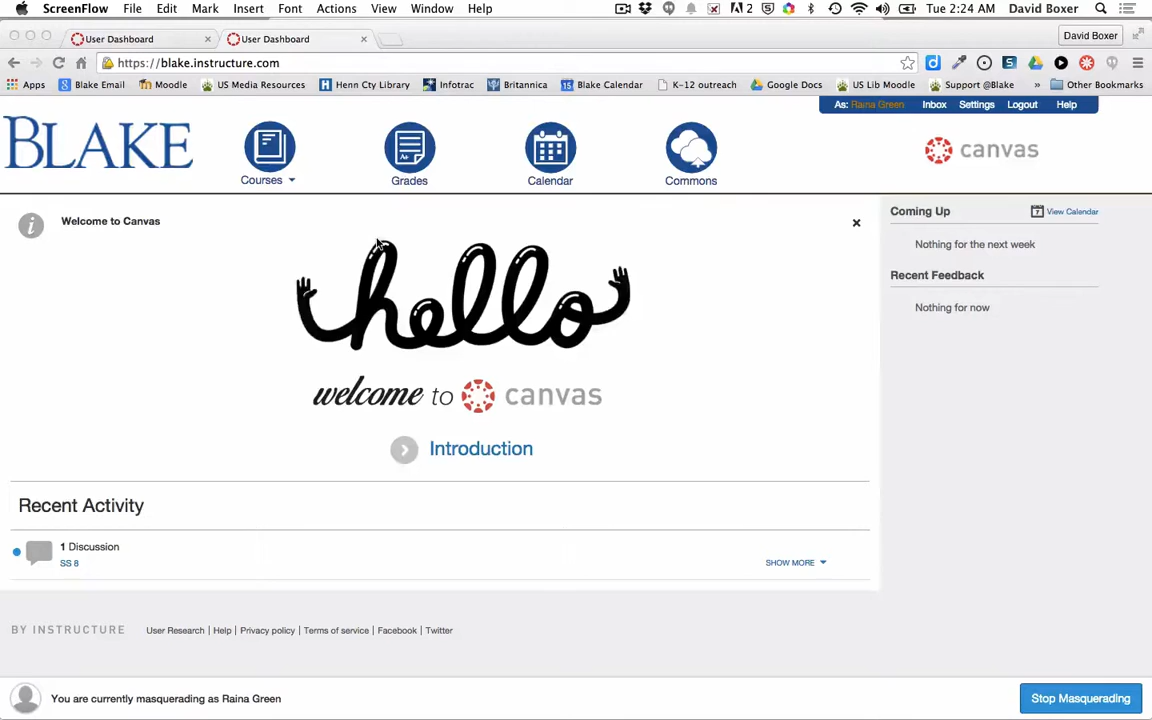 ScreenFlow File Edit Mark Insert Font Actions View Window Help 2 5 Tue 2:24 AM David Boxer
User Dashboard × User Dashboard × David Boxer
https://blake.instructure.com
Apps Blake Email Moodle US Media Resources Henn Cty Library Infotrac Britannica Blake Calendar K-12 outreach Google Docs US Lib Moodle Support @Blake » Other Bookmarks
As: Raina Green Inbox Settings Logout Help
BLAKE
Courses Grades Calendar Commons
canvas
Welcome to Canvas
hello
welcome to canvas
Introduction
Coming Up View Calendar
Nothing for the next week
Recent Feedback
Nothing for now
Recent Activity
1 Discussion
SS 8
SHOW MORE
BY INSTRUCTURE User Research | Help | Privacy policy | Terms of service | Facebook | Twitter
You are currently masquerading as Raina Green Stop Masquerading